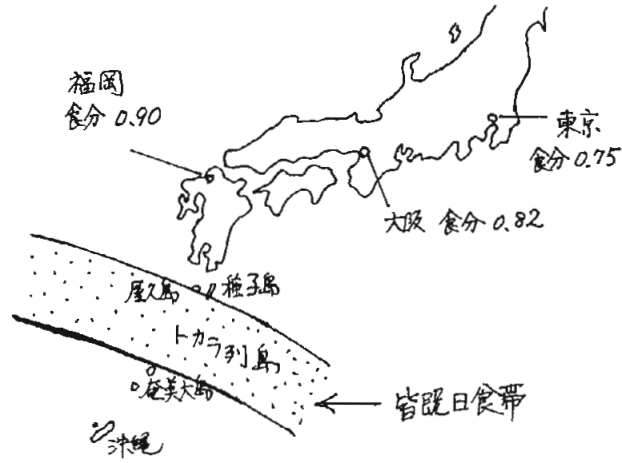 福岡
食分 0.90
東京
食分 0.75
大阪 食分 0.82
屋久島
種子島
トカラ列島
奄美大島
皆既日食帯
沖縄